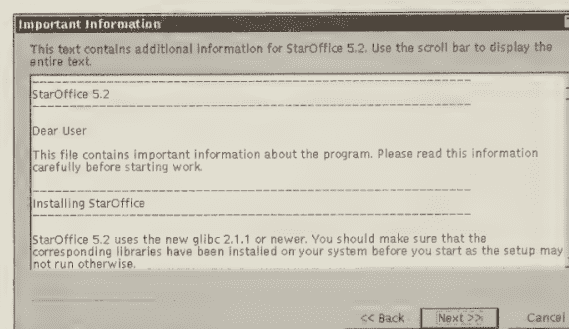 Important Information
This text contains additional information for StarOffice 5.2. Use the scroll bar to display the
entire text.
------------------------------------------------------------
StarOffice 5.2
------------------------------------------------------------
Dear User
This file contains important information about the program. Please read this information
carefully before starting work.
------------------------------------------------------------
Installing StarOffice
------------------------------------------------------------
StarOffice 5.2 uses the new glibc 2.1.1 or newer. You should make sure that the
corresponding libraries have been installed on your system before you start as the setup may
not run otherwise.
<< Back Next >> Cancel